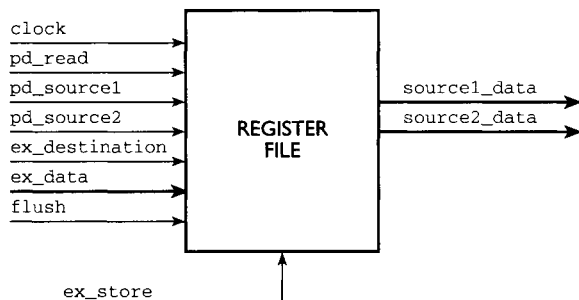 clock
pd_read
pd_source1
pd_source2
ex_destination
ex_data
flush
REGISTER
FILE
source1_data
source2_data
ex_store